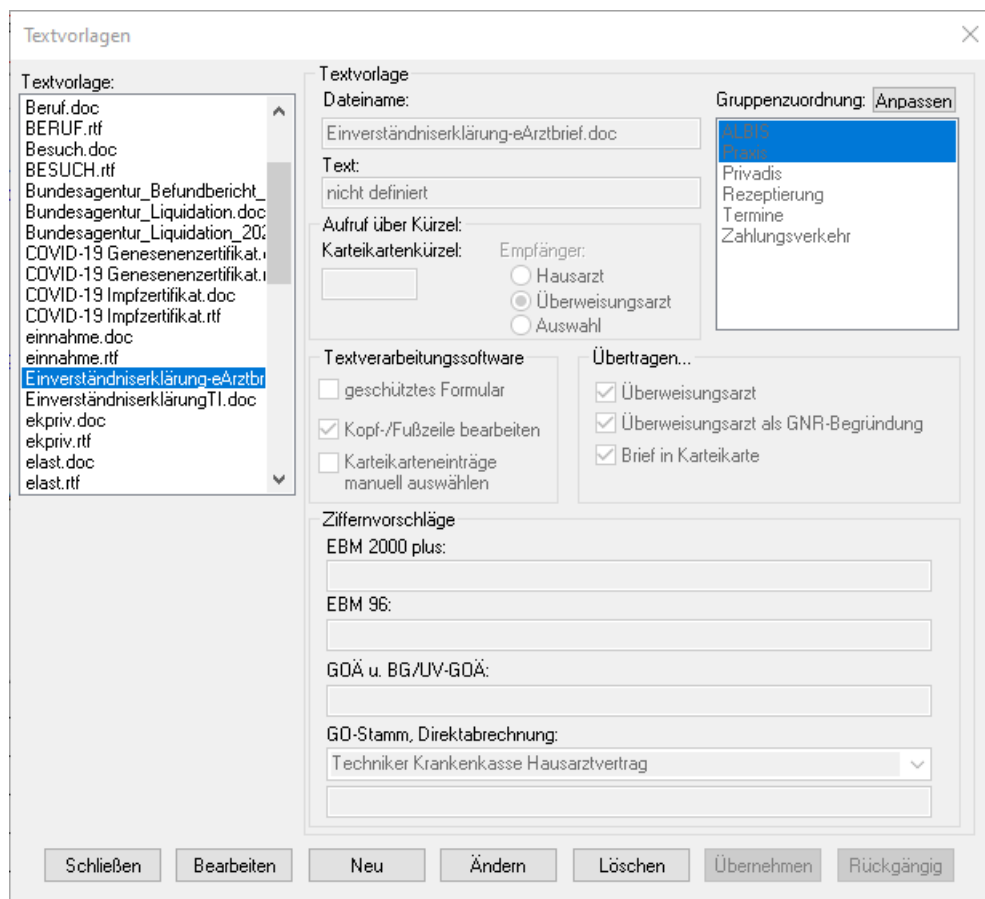 Textvorlagen
Textvorlage:
Beruf.doc
BERUF.rtf
Besuch.doc
BESUCH.rtf
Bundesagentur_Befundbericht_
Bundesagentur_Liquidation.doc
Bundesagentur_Liquidation_202
COVID-19 Genesenenzertifikat.
COVID-19 Genesenenzertifikat.
COVID-19 Impfzertifikat.doc
COVID-19 Impfzertifikat.rtf
einnahme.doc
einnahme.rtf
Einverständniserklärung-eArztbr
EinverständniserklärungTI.doc
ekpriv.doc
ekpriv.rtf
elast.doc
elast.rtf
Textvorlage
Dateiname:
Einverständniserklärung-eArztbrief.doc
Text:
nicht definiert
Aufruf über Kürzel:
Karteikartenkürzel:
Empfänger:
Hausarzt
Überweisungsarzt
Auswahl
Gruppenzuordnung: Anpassen
ALBIS
Praxis
Privadis
Rezeptierung
Termine
Zahlungsverkehr
Textverarbeitungssoftware
geschütztes Formular
Kopf-/Fußzeile bearbeiten
Karteikarteneinträge
manuell auswählen
Übertragen...
Überweisungsarzt
Überweisungsarzt als GNR-Begründung
Brief in Karteikarte
Ziffernvorschläge
EBM 2000 plus:
EBM 96:
GOÄ u. BG/UV-GOÄ:
GO-Stamm, Direktabrechnung:
Techniker Krankenkasse Hausarztvertrag
Schließen Bearbeiten Neu Ändern Löschen Übernehmen Rückgängig